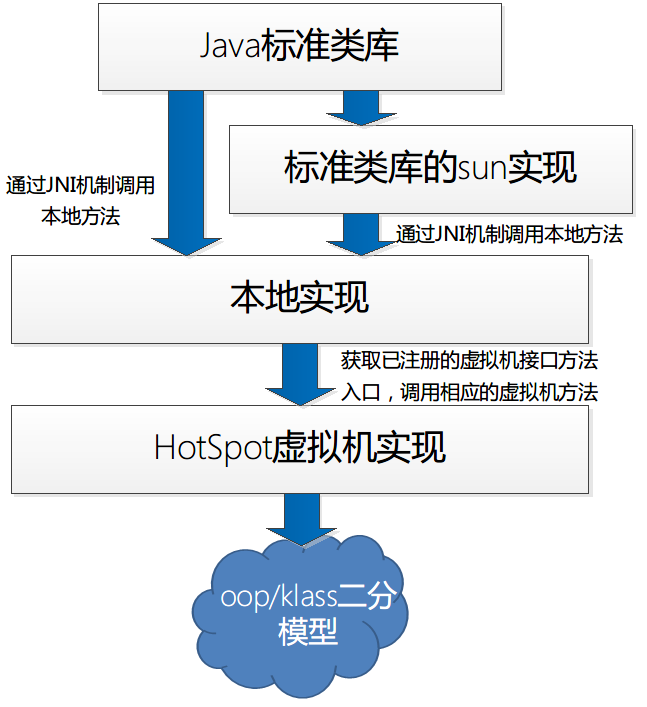 Java标准类库
标准类库的sun实现
通过JNI机制调用
本地方法
通过JNI机制调用本地方法
本地实现
获取已注册的虚拟机接口方法
入口，调用相应的虚拟机方法
HotSpot虚拟机实现
oop/klass二分
模型